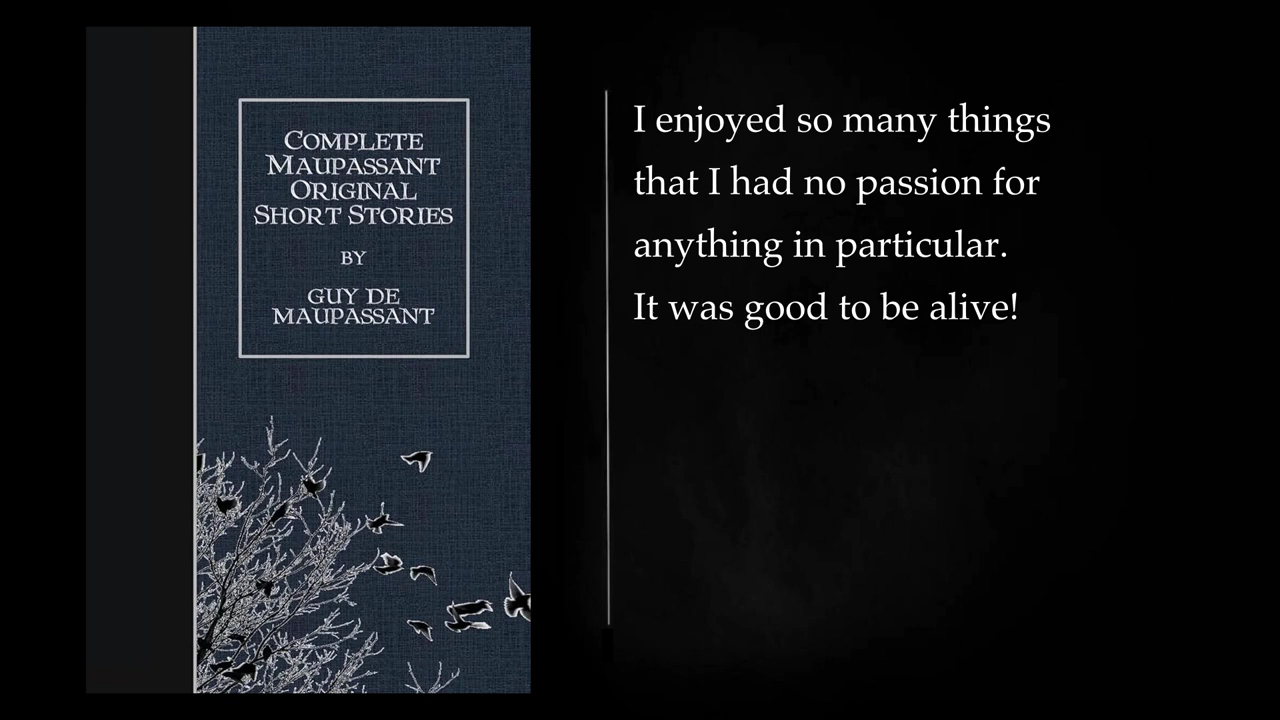 COMPLETE
MAUPASSANT
ORIGINAL
SHORT STORIES
BY
GUY DE
MAUPASSANT
I enjoyed so many things
that I had no passion for
anything in particular.
It was good to be alive!